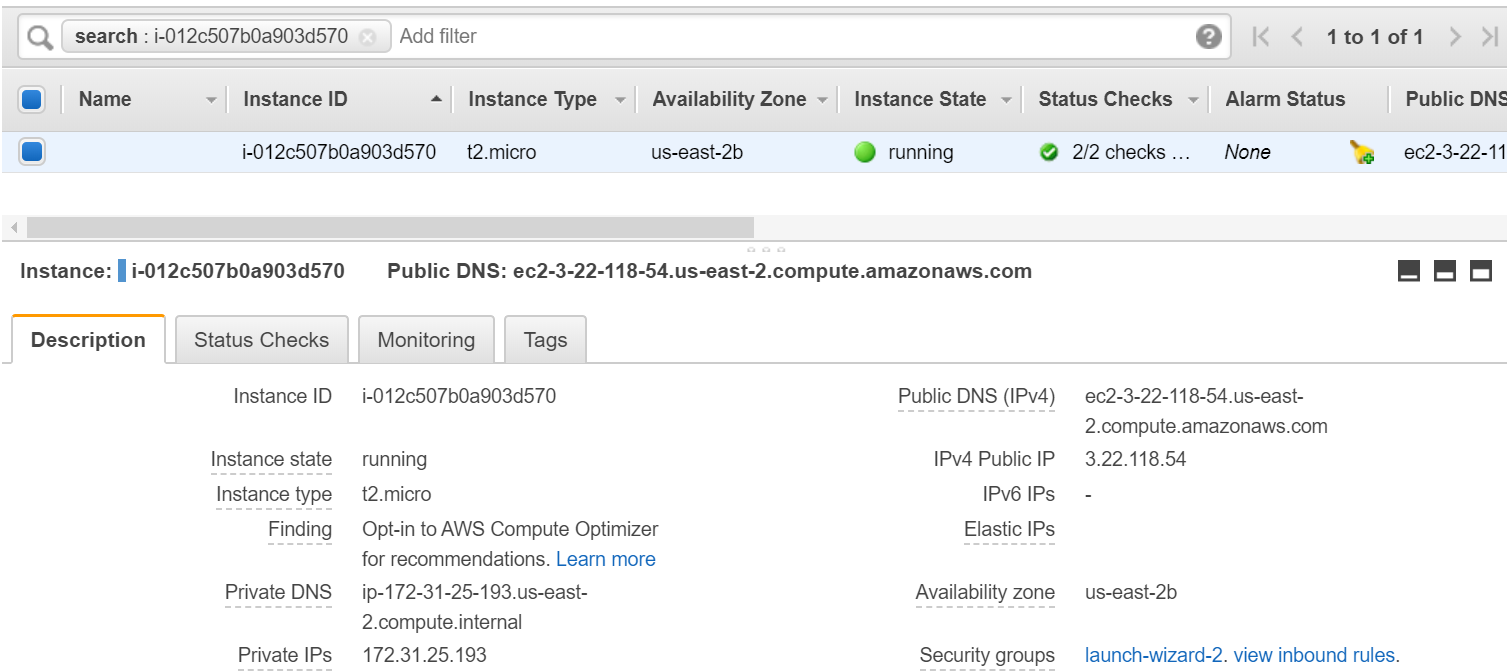 search : i-012c507b0a903d570 Add filter 1 to 1 of 1
Name Instance ID Instance Type Availability Zone Instance State Status Checks Alarm Status Public DNS
i-012c507b0a903d570 t2.micro us-east-2b running 2/2 checks ... None ec2-3-22-11
Instance: i-012c507b0a903d570 Public DNS: ec2-3-22-118-54.us-east-2.compute.amazonaws.com
Description Status Checks Monitoring Tags
Instance ID i-012c507b0a903d570 Public DNS (IPv4) ec2-3-22-118-54.us-east-
2.compute.amazonaws.com
Instance state running IPv4 Public IP 3.22.118.54
Instance type t2.micro IPv6 IPs -
Finding Opt-in to AWS Compute Optimizer Elastic IPs
for recommendations. Learn more
Private DNS ip-172-31-25-193.us-east- Availability zone us-east-2b
2.compute.internal
Private IPs 172.31.25.193 Security groups launch-wizard-2. view inbound rules.